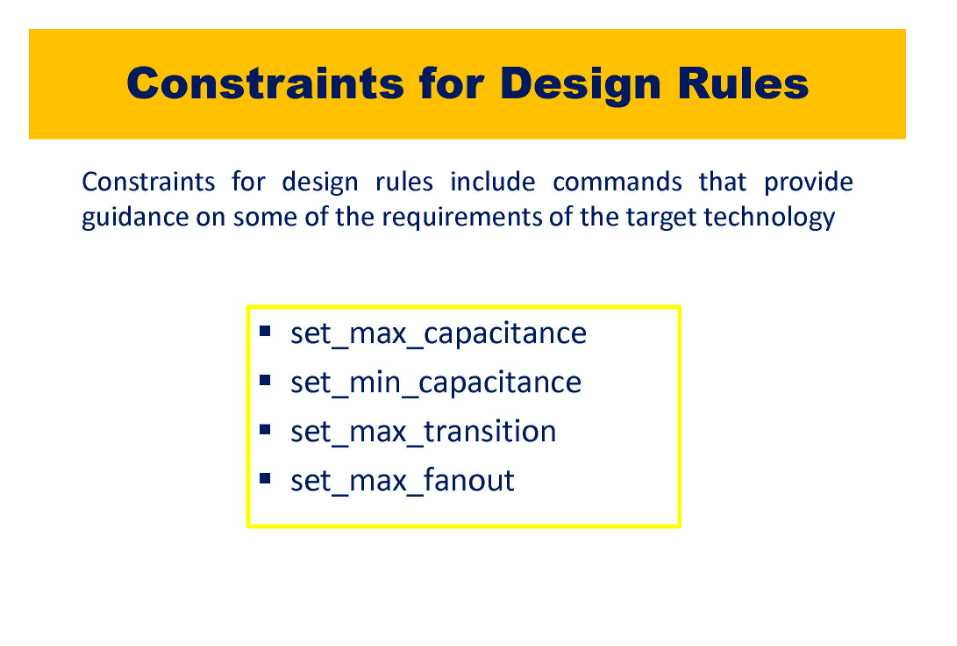 Constraints for Design Rules
Constraints for design rules include commands that provide
guidance on some of the requirements of the target technology
▪ set_max_capacitance
▪ set_min_capacitance
▪ set_max_transition
▪ set_max_fanout